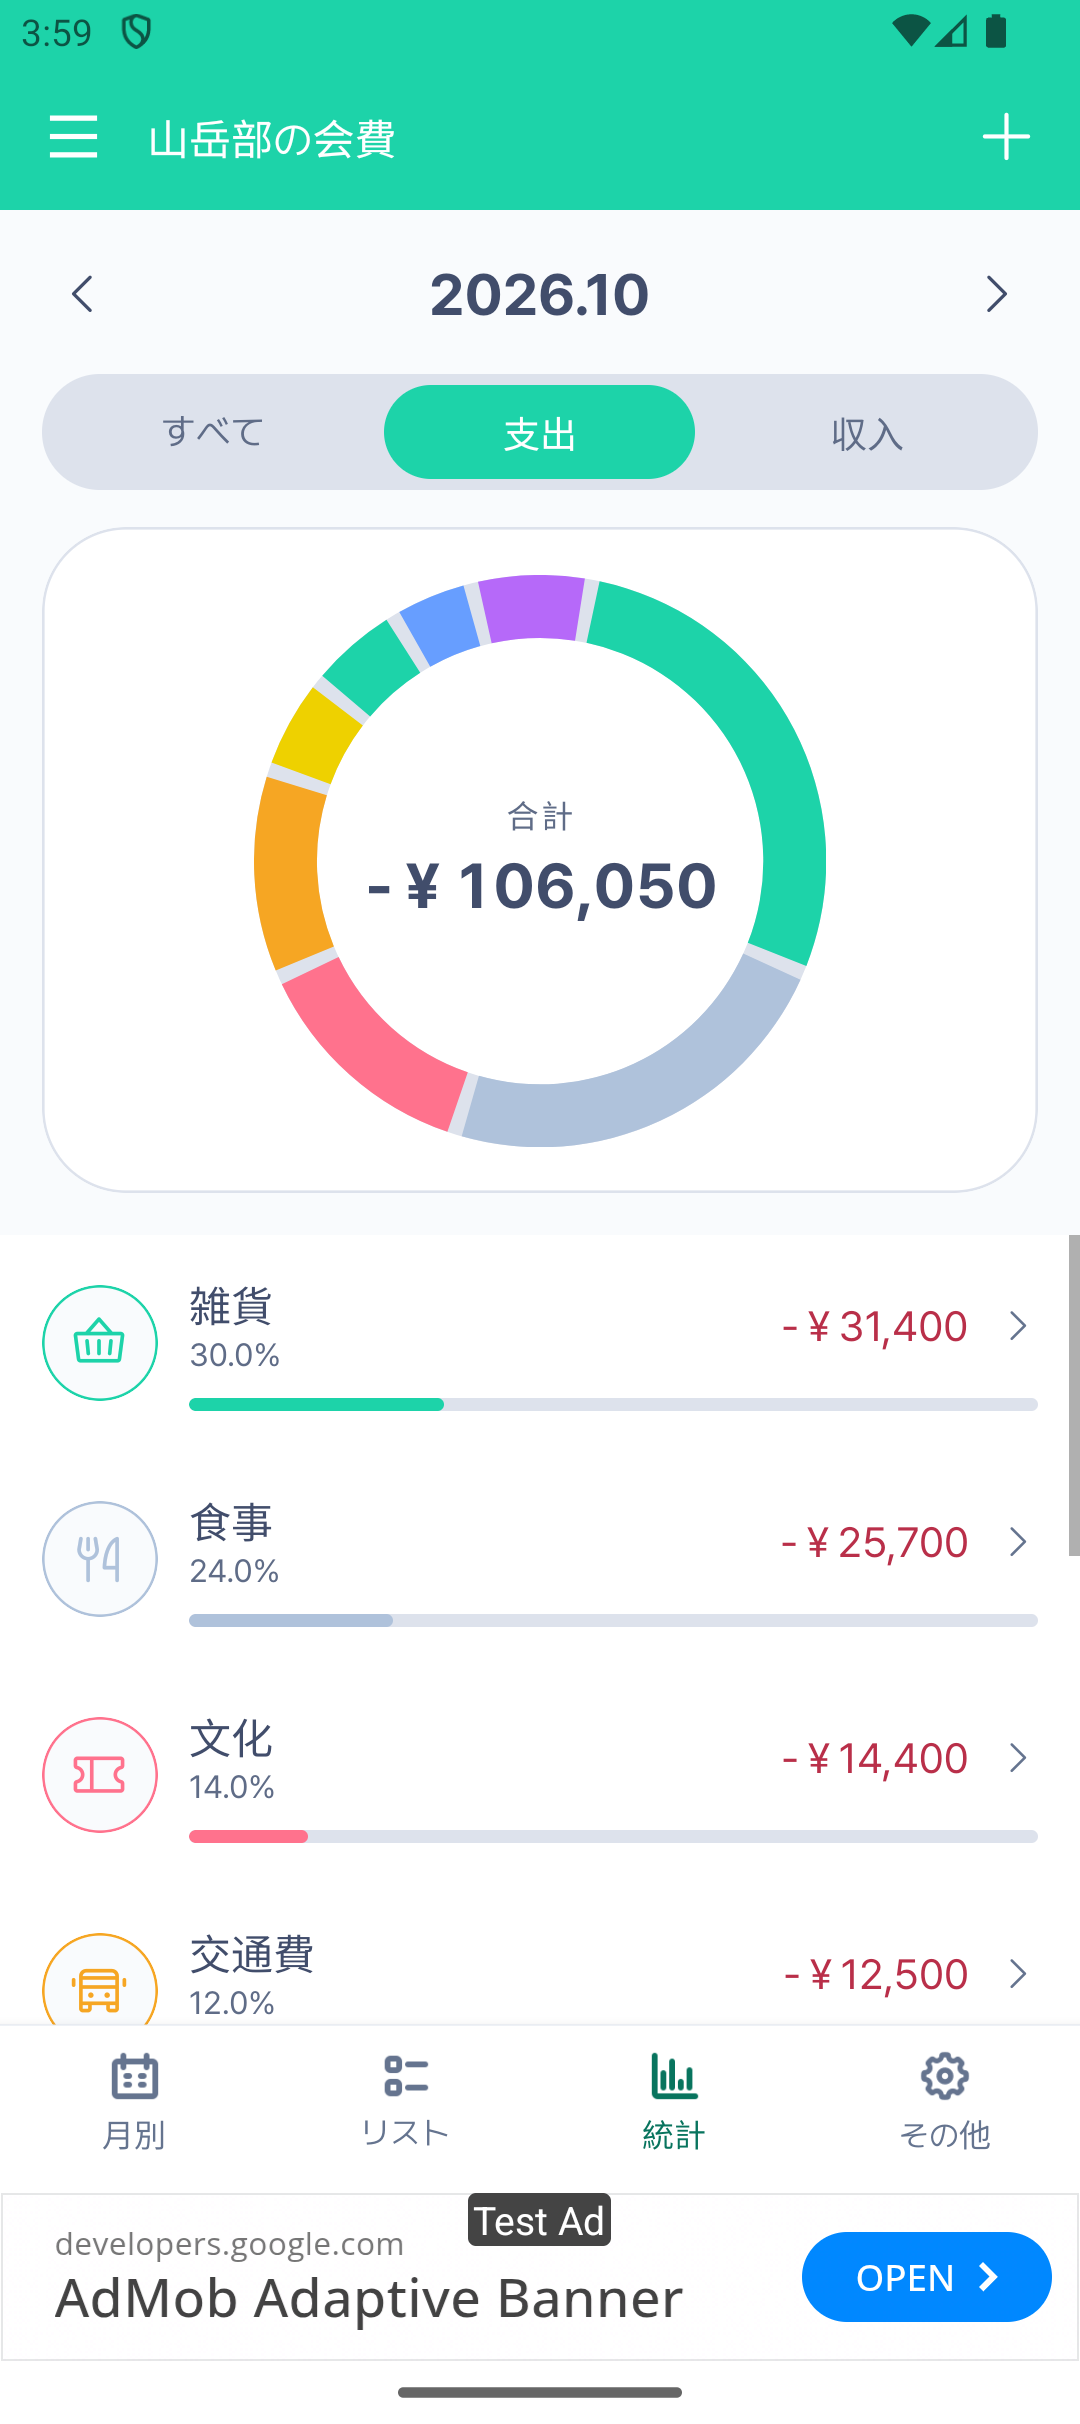 3:59
山岳部の会費
2026.10
すべて
支出
収入
合計
- ¥ 106,050
雑貨
30.0%
- ¥ 31,400
食事
24.0%
- ¥ 25,700
文化
14.0%
- ¥ 14,400
交通費
12.0%
- ¥ 12,500
月別
リスト
統計
その他
Test Ad
developers.google.com
AdMob Adaptive Banner
OPEN